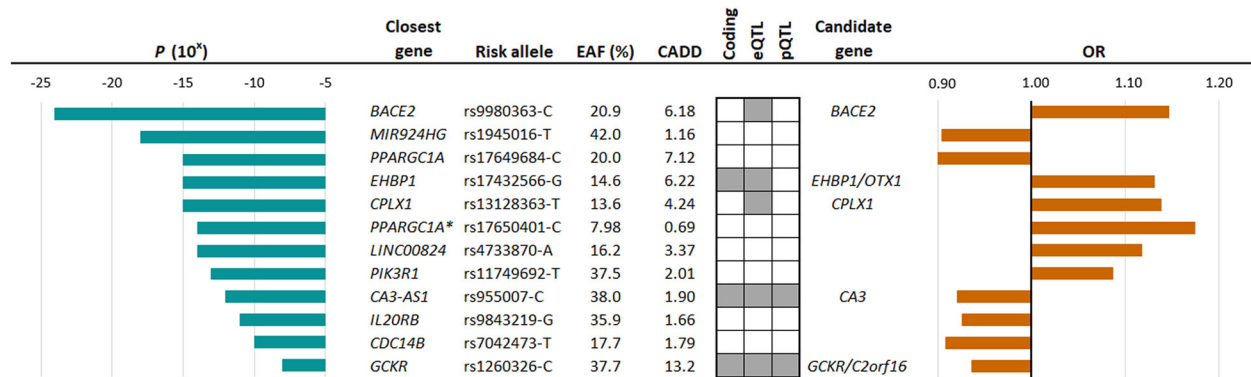 P (10ˣ) Closest gene Risk allele EAF (%) CADD Coding eQTL pQTL Candidate gene OR
-25 -20 -15 -10 -5 0.90 1.00 1.10 1.20
BACE2 rs9980363-C 20.9 6.18 BACE2
MIR924HG rs1945016-T 42.0 1.16
PPARGC1A rs17649684-C 20.0 7.12
EHBP1 rs17432566-G 14.6 6.22 EHBP1/OTX1
CPLX1 rs13128363-T 13.6 4.24 CPLX1
PPARGC1A* rs17650401-C 7.98 0.69
LINC00824 rs4733870-A 16.2 3.37
PIK3R1 rs11749692-T 37.5 2.01
CA3-AS1 rs955007-C 38.0 1.90 CA3
IL20RB rs9843219-G 35.9 1.66
CDC14B rs7042473-T 17.7 1.79
GCKR rs1260326-C 37.7 13.2 GCKR/C2orf16